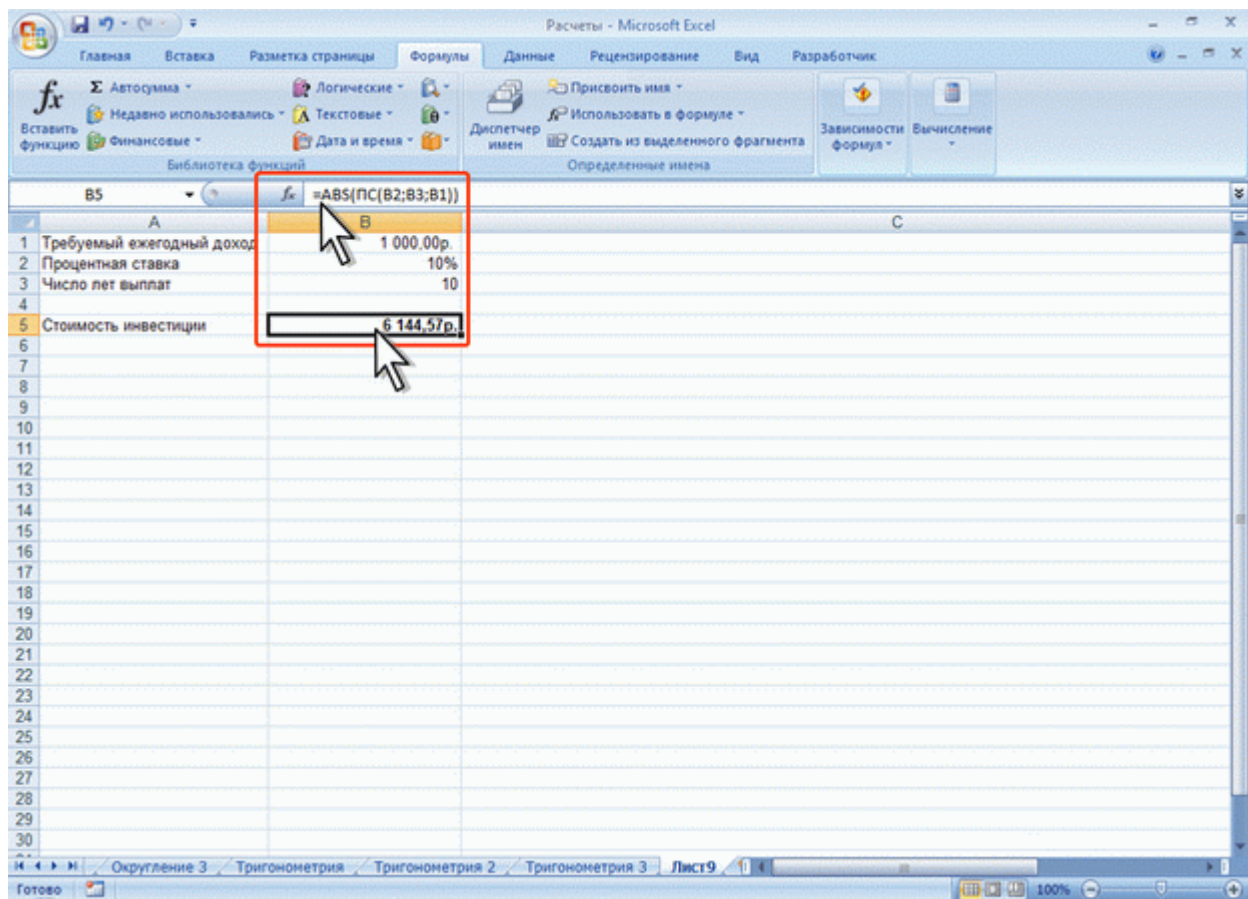 Расчеты - Microsoft Excel
Главная Вставка Разметка страницы Формулы Данные Рецензирование Вид Разработчик
fx
Вставить функцию
Σ Автосумма
Недавно использовались
Финансовые
Логические
Текстовые
Дата и время
Библиотека функций
Диспетчер имен
Присвоить имя
Использовать в формуле
Создать из выделенного фрагмента
Определенные имена
Зависимости формул
Вычисление
B5 fx =ABS(ПС(B2;B3;B1))
A B C
1 Требуемый ежегодный доход 1 000,00р.
2 Процентная ставка 10%
3 Число лет выплат 10
4
5 Стоимость инвестиции 6 144,57р.
6
7
8
9
10
11
12
13
14
15
16
17
18
19
20
21
22
23
24
25
26
27
28
29
30
Округление 3 Тригонометрия Тригонометрия 2 Тригонометрия 3 Лист9
Готово 100%